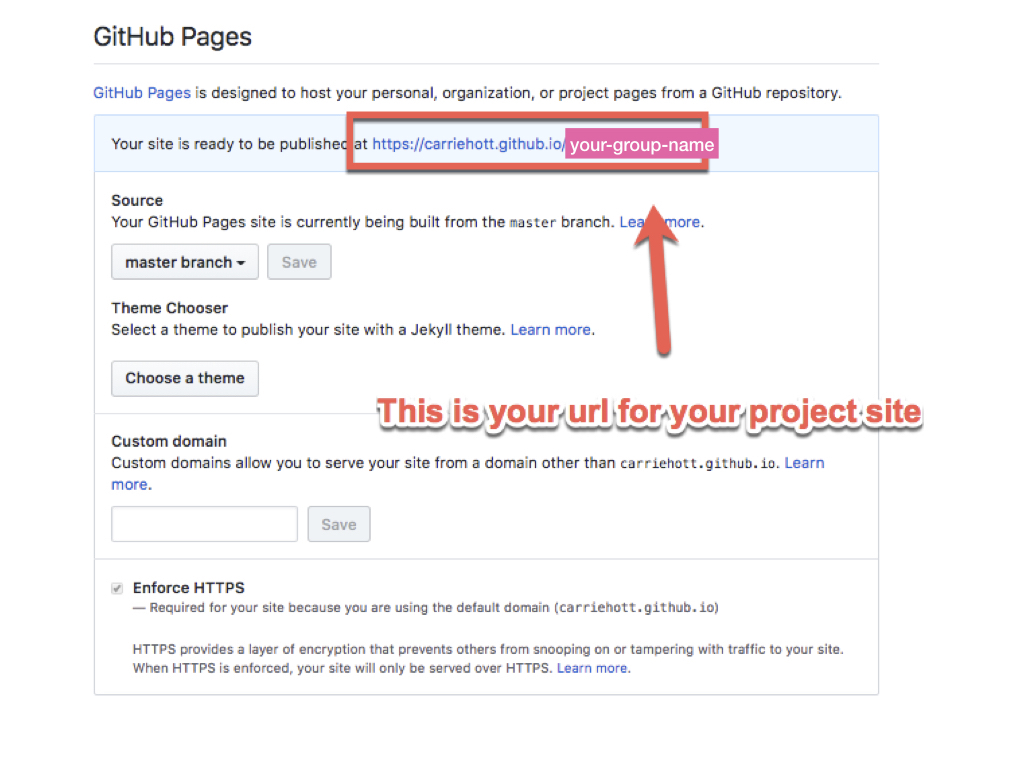 GitHub Pages
GitHub Pages is designed to host your personal, organization, or project pages from a GitHub repository.
Your site is ready to be published at https://carriehott.github.io/your-group-name
Source
Your GitHub Pages site is currently being built from the master branch. Learn more.
master branch Save
Theme Chooser
Select a theme to publish your site with a Jekyll theme. Learn more.
Choose a theme
This is your url for your project site
Custom domain
Custom domains allow you to serve your site from a domain other than carriehott.github.io. Learn
more.
Save
Enforce HTTPS
— Required for your site because you are using the default domain (carriehott.github.io)
HTTPS provides a layer of encryption that prevents others from snooping on or tampering with traffic to your site.
When HTTPS is enforced, your site will only be served over HTTPS. Learn more.